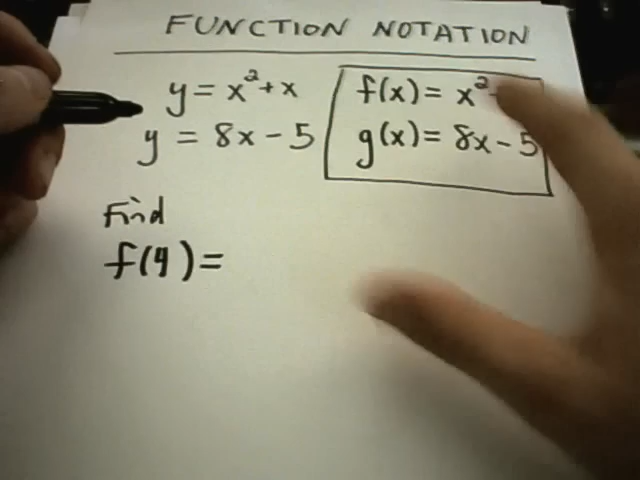 FUNCTION NOTATION
y = x² + x
f(x) = x²
y = 8x - 5
g(x) = 8x - 5
Find
f(4) =